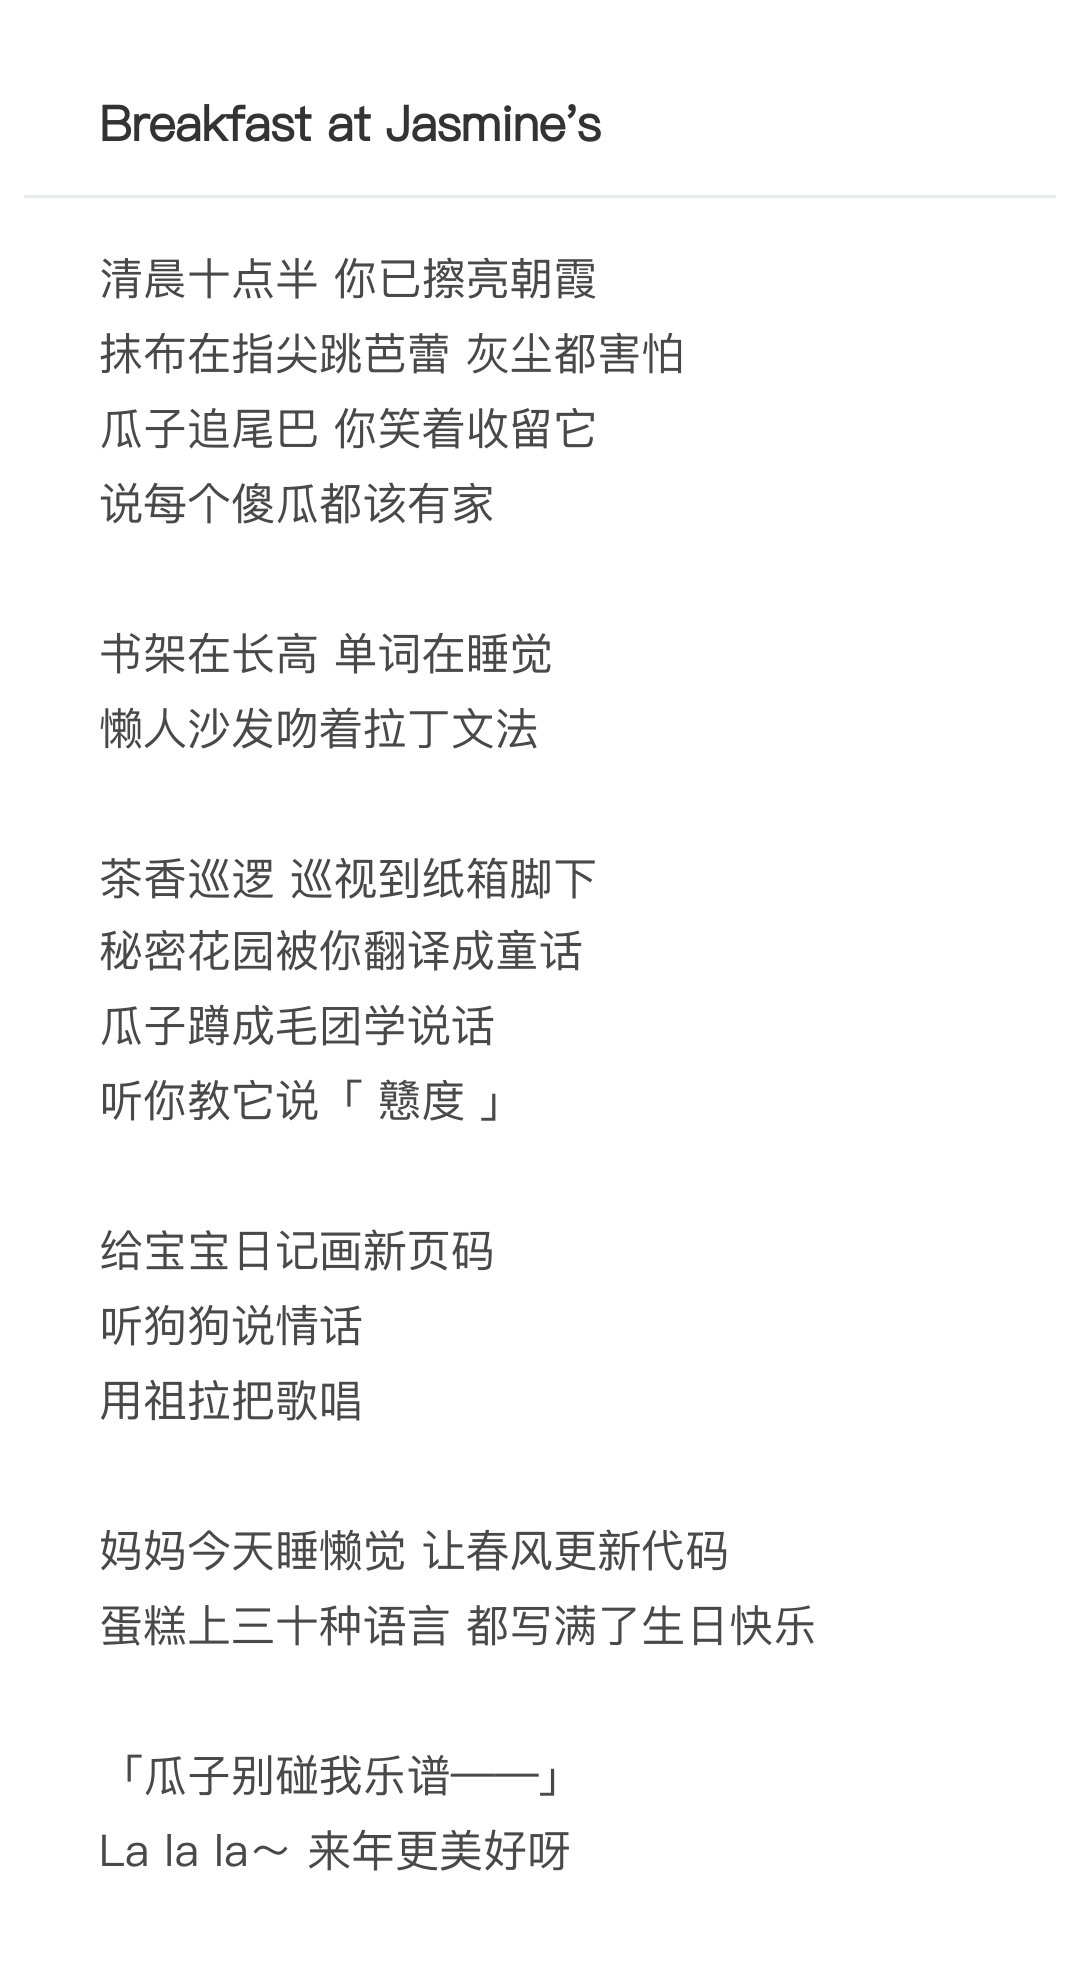 Breakfast at Jasmine’s
清晨十点半 你已擦亮朝霞
抹布在指尖跳芭蕾 灰尘都害怕
瓜子追尾巴 你笑着收留它
说每个傻瓜都该有家
书架在长高 单词在睡觉
懒人沙发吻着拉丁文法
茶香巡逻 巡视到纸箱脚下
秘密花园被你翻译成童话
瓜子蹲成毛团学说话
听你教它说「 戆度 」
给宝宝日记画新页码
听狗狗说情话
用祖拉把歌唱
妈妈今天睡懒觉 让春风更新代码
蛋糕上三十种语言 都写满了生日快乐
「瓜子别碰我乐谱——」
La la la～ 来年更美好呀